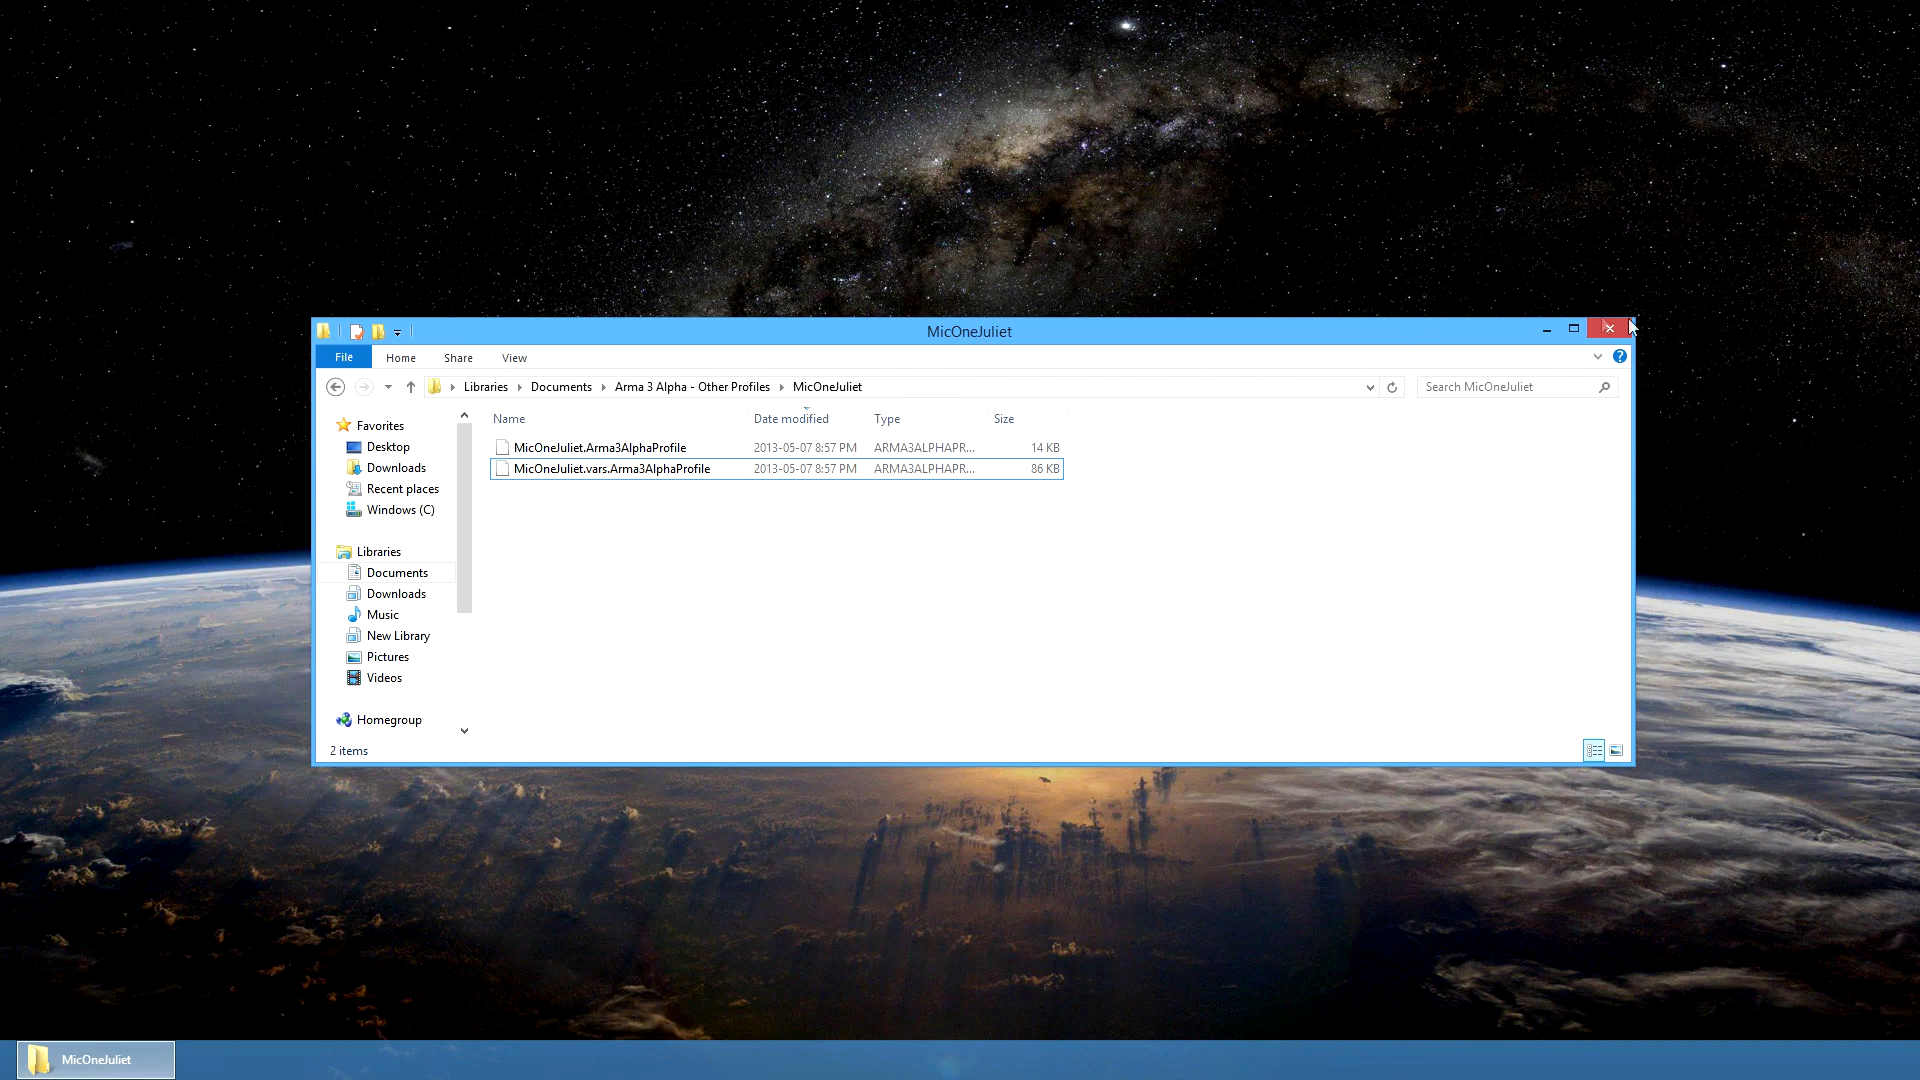 MicOneJuliet
File Home Share View
Libraries Documents Arma 3 Alpha - Other Profiles MicOneJuliet Search MicOneJuliet
Name Date modified Type Size
MicOneJuliet.Arma3AlphaProfile 2013-05-07 8:57 PM ARMA3ALPHAPR... 14 KB
MicOneJuliet.vars.Arma3AlphaProfile 2013-05-07 8:57 PM ARMA3ALPHAPR... 86 KB
Favorites
Desktop
Downloads
Recent places
Windows (C)
Libraries
Documents
Downloads
Music
New Library
Pictures
Videos
Homegroup
2 items
MicOneJuliet